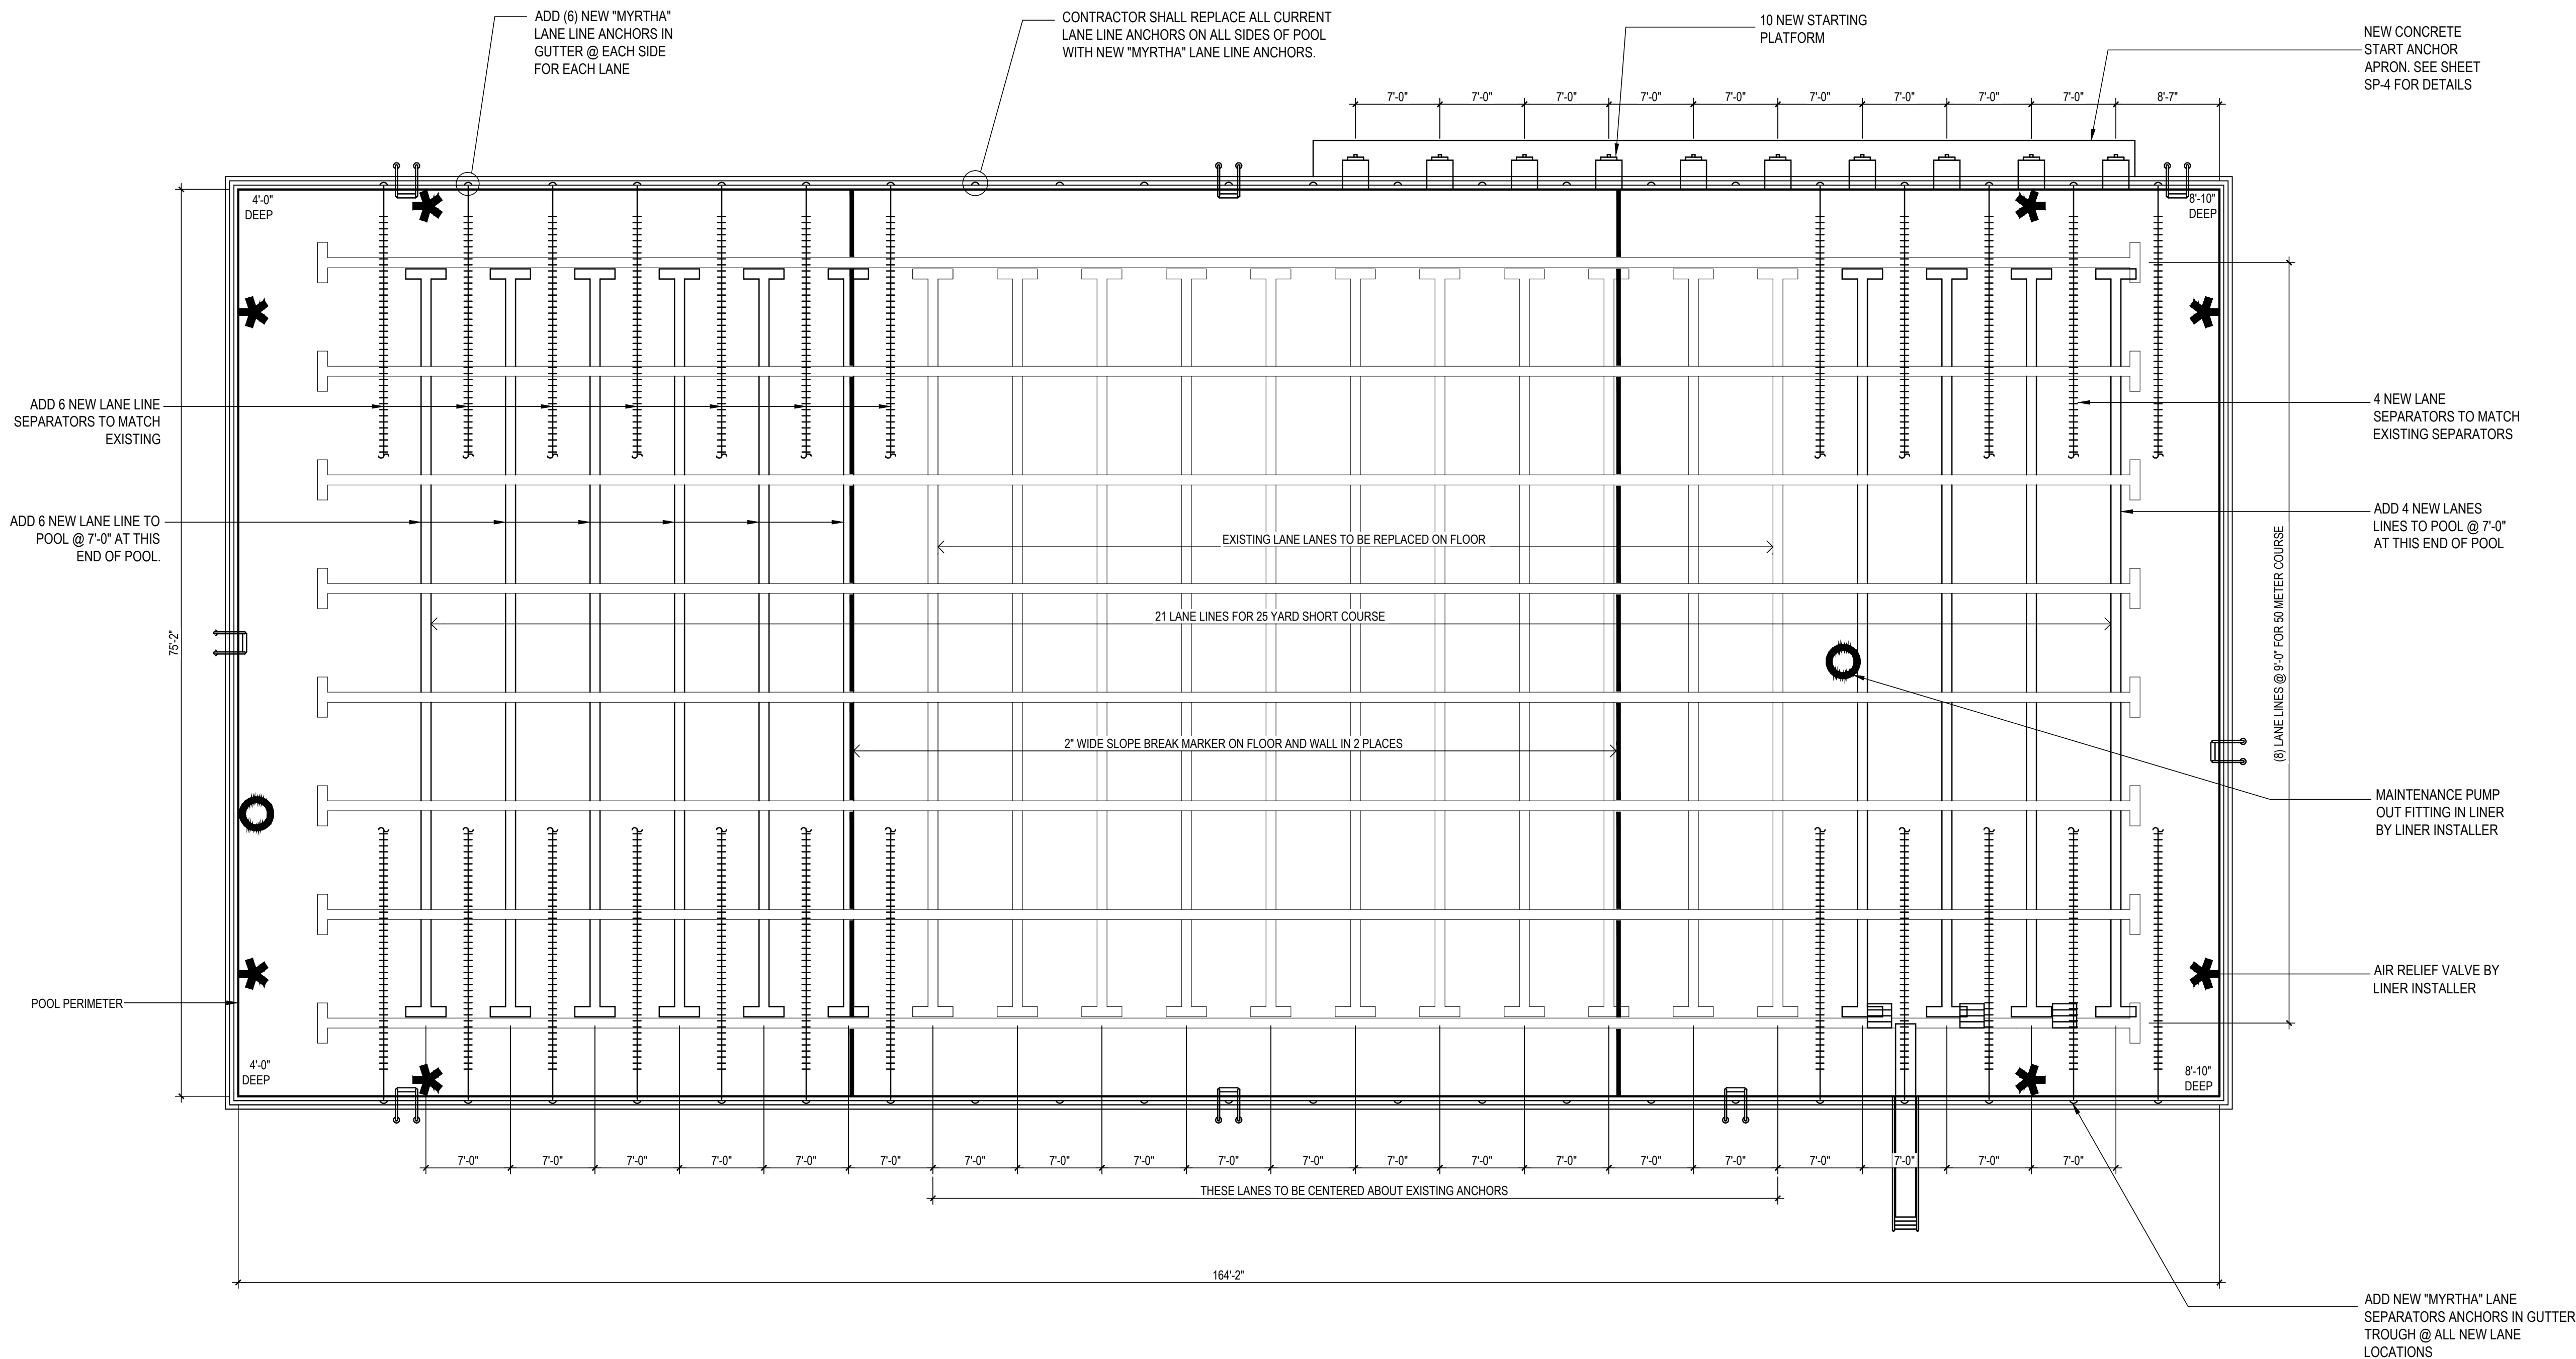 ADD (6) NEW "MYRTHA"
LANE LINE ANCHORS IN
GUTTER @ EACH SIDE
FOR EACH LANE
CONTRACTOR SHALL REPLACE ALL CURRENT
LANE LINE ANCHORS ON ALL SIDES OF POOL
WITH NEW "MYRTHA" LANE LINE ANCHORS.
10 NEW STARTING
PLATFORM
NEW CONCRETE
START ANCHOR
APRON. SEE SHEET
SP-4 FOR DETAILS
7'-0" 7'-0" 7'-0" 7'-0" 7'-0" 7'-0" 7'-0" 7'-0" 7'-0" 8'-7"
4'-0"
DEEP
8'-10"
DEEP
ADD 6 NEW LANE LINE
SEPARATORS TO MATCH
EXISTING
4 NEW LANE
SEPARATORS TO MATCH
EXISTING SEPARATORS
ADD 6 NEW LANE LINE TO
POOL @ 7'-0" AT THIS
END OF POOL.
ADD 4 NEW LANES
LINES TO POOL @ 7'-0"
AT THIS END OF POOL
EXISTING LANE LANES TO BE REPLACED ON FLOOR
21 LANE LINES FOR 25 YARD SHORT COURSE
75'-2"
(8) LANE LINES @ 9'-0" FOR 50 METER COURSE
2" WIDE SLOPE BREAK MARKER ON FLOOR AND WALL IN 2 PLACES
MAINTENANCE PUMP
OUT FITTING IN LINER
BY LINER INSTALLER
AIR RELIEF VALVE BY
LINER INSTALLER
POOL PERIMETER
4'-0"
DEEP
8'-10"
DEEP
7'-0" 7'-0" 7'-0" 7'-0" 7'-0" 7'-0" 7'-0" 7'-0" 7'-0" 7'-0" 7'-0" 7'-0" 7'-0" 7'-0" 7'-0" 7'-0" 7'-0" 7'-0" 7'-0" 7'-0"
THESE LANES TO BE CENTERED ABOUT EXISTING ANCHORS
164'-2"
ADD NEW "MYRTHA" LANE
SEPARATORS ANCHORS IN GUTTER
TROUGH @ ALL NEW LANE
LOCATIONS